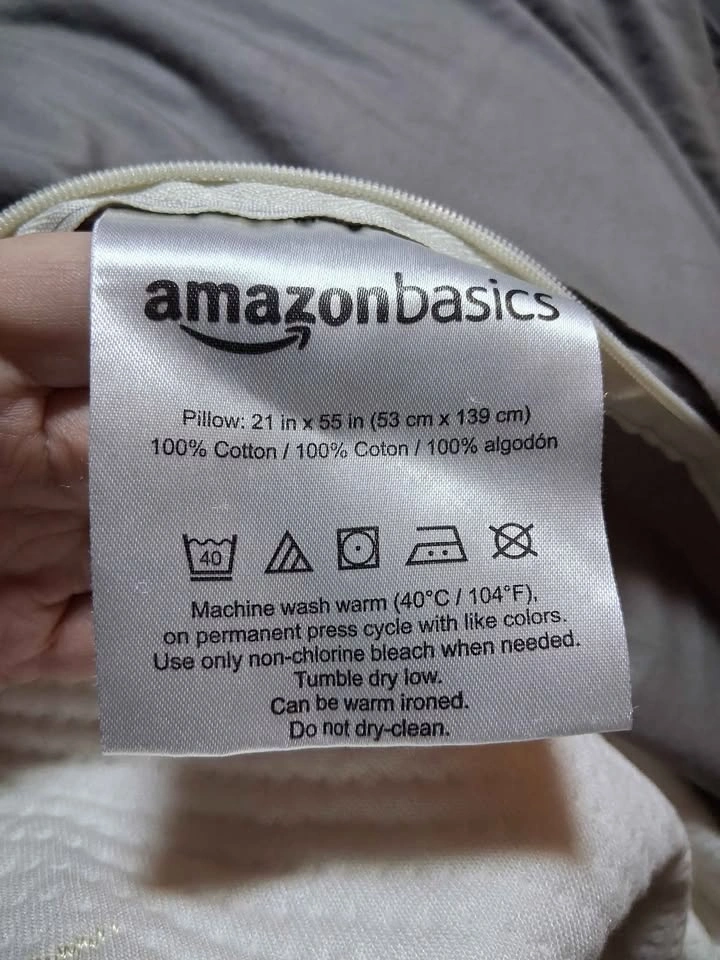 amazonbasics
Pillow: 21 in x 55 in (53 cm x 139 cm)
100% Cotton / 100% Coton / 100% algodón
40
Machine wash warm (40°C / 104°F),
on permanent press cycle with like colors.
Use only non-chlorine bleach when needed.
Tumble dry low.
Can be warm ironed.
Do not dry-clean.